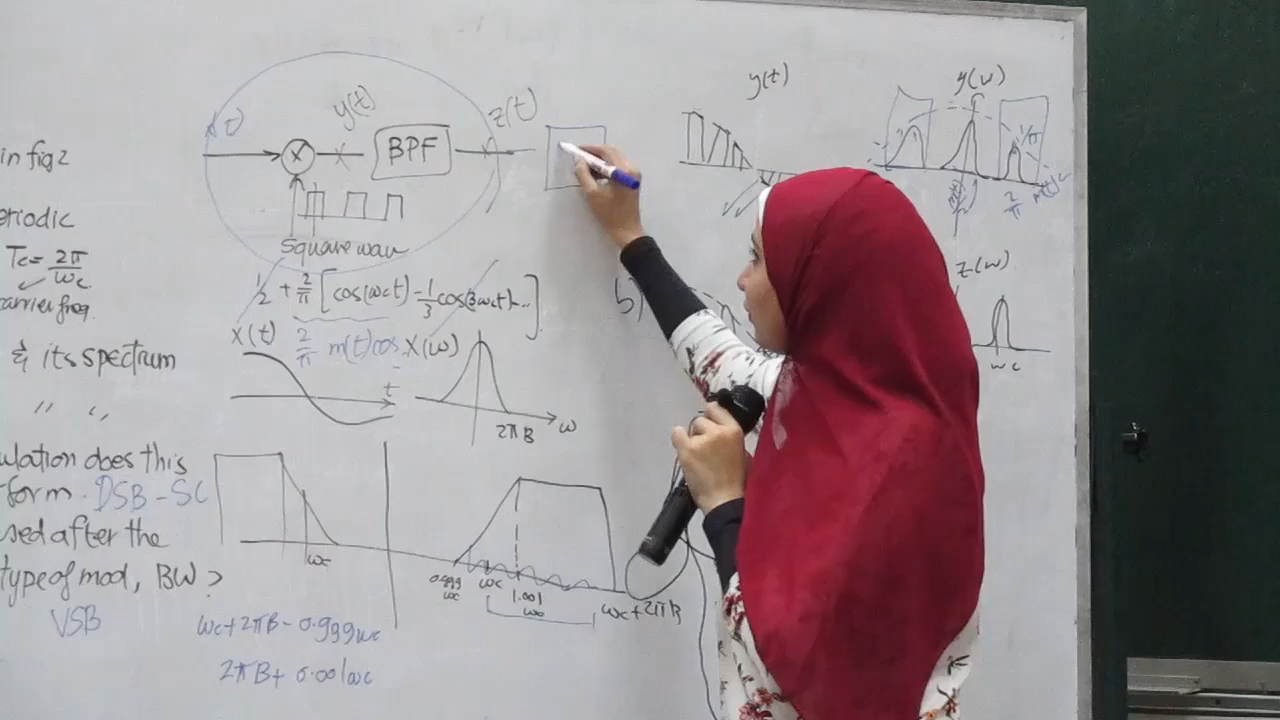 in fig 2
eriodic
Tc = 2π/ωc
arrier freq.
& its spectrum
〃 〃
ulation does this
form. DSB-SC
sed after the
type of mod, BW?
VSB
x(t)
y(t)
X
BPF
z(t)
Square wav
1/2 + 2/π [cos(ωct) - 1/3 cos(3ωct) ...]
2/π m(t) cos
X(t)
t
X(ω)
2πB
ω
ωc
0.999 ωc
ωc
1.001 ωc
ωc+2πB
ωc+2πB - 0.999ωc
2πB + 0.001ωc
b)
y(t)
y(ω)
1/π
2/π
z(ω)
ωc